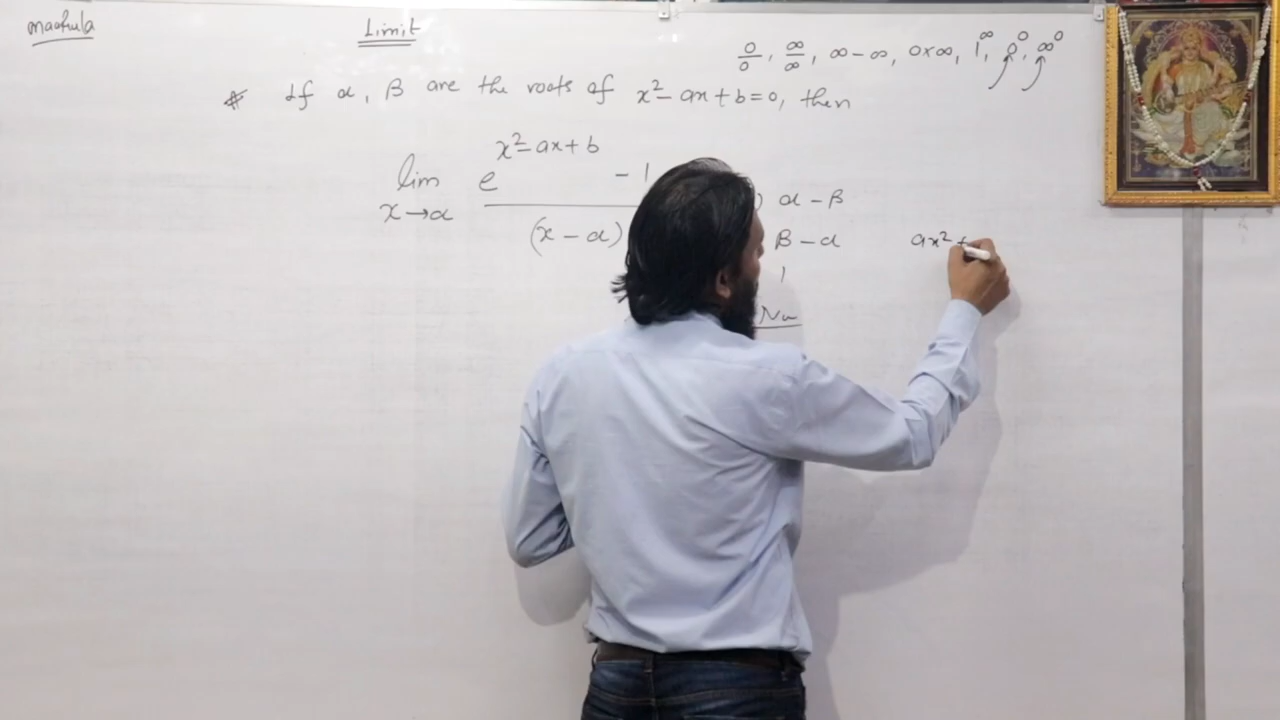 Limit
0/0, ∞/∞, ∞ - ∞, 0×∞, 1^∞, 0^0, ∞^0
* If α, β are the roots of x² - ax + b = 0, then
lim x→α e^(x² - ax + b) - 1 / (x - α)
) α - β
β - α
1
ax² +